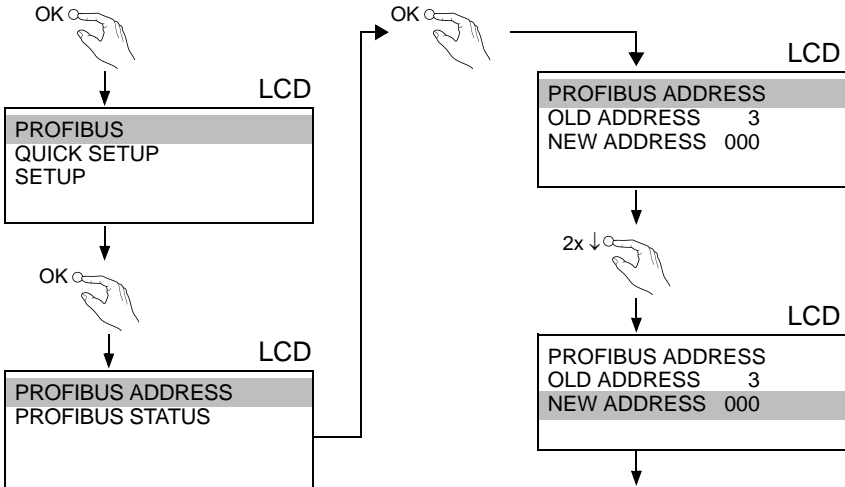 OK
LCD
PROFIBUS
QUICK SETUP
SETUP
OK
LCD
PROFIBUS ADDRESS
PROFIBUS STATUS
OK
LCD
PROFIBUS ADDRESS
OLD ADDRESS 3
NEW ADDRESS 000
2x ↓
LCD
PROFIBUS ADDRESS
OLD ADDRESS 3
NEW ADDRESS 000